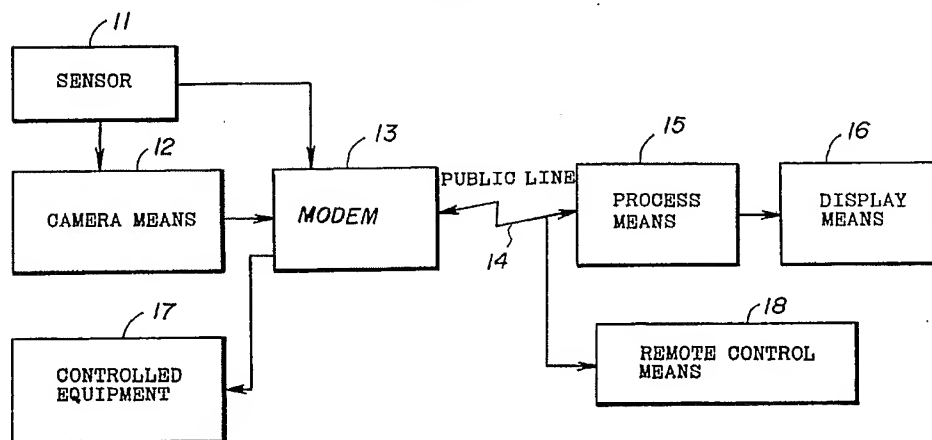 11
SENSOR
12
CAMERA MEANS
13
MODEM
PUBLIC LINE
14
15
PROCESS
MEANS
16
DISPLAY
MEANS
17
CONTROLLED
EQUIPMENT
18
REMOTE CONTROL
MEANS